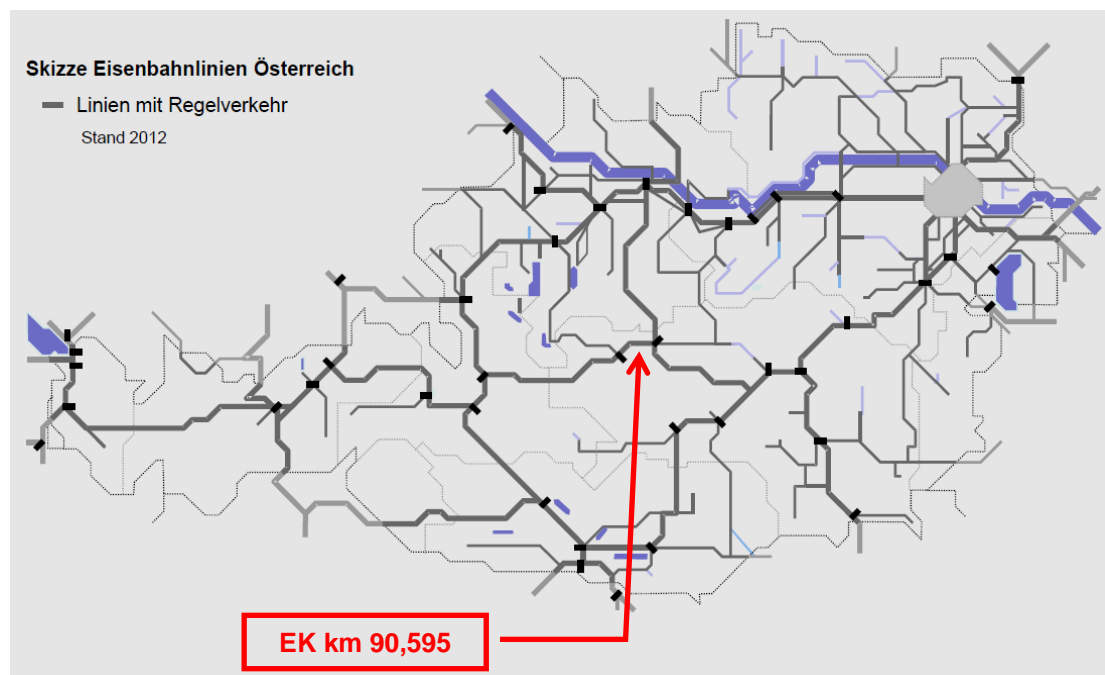 Skizze Eisenbahnlinien Österreich
Linien mit Regelverkehr
Stand 2012
EK km 90,595